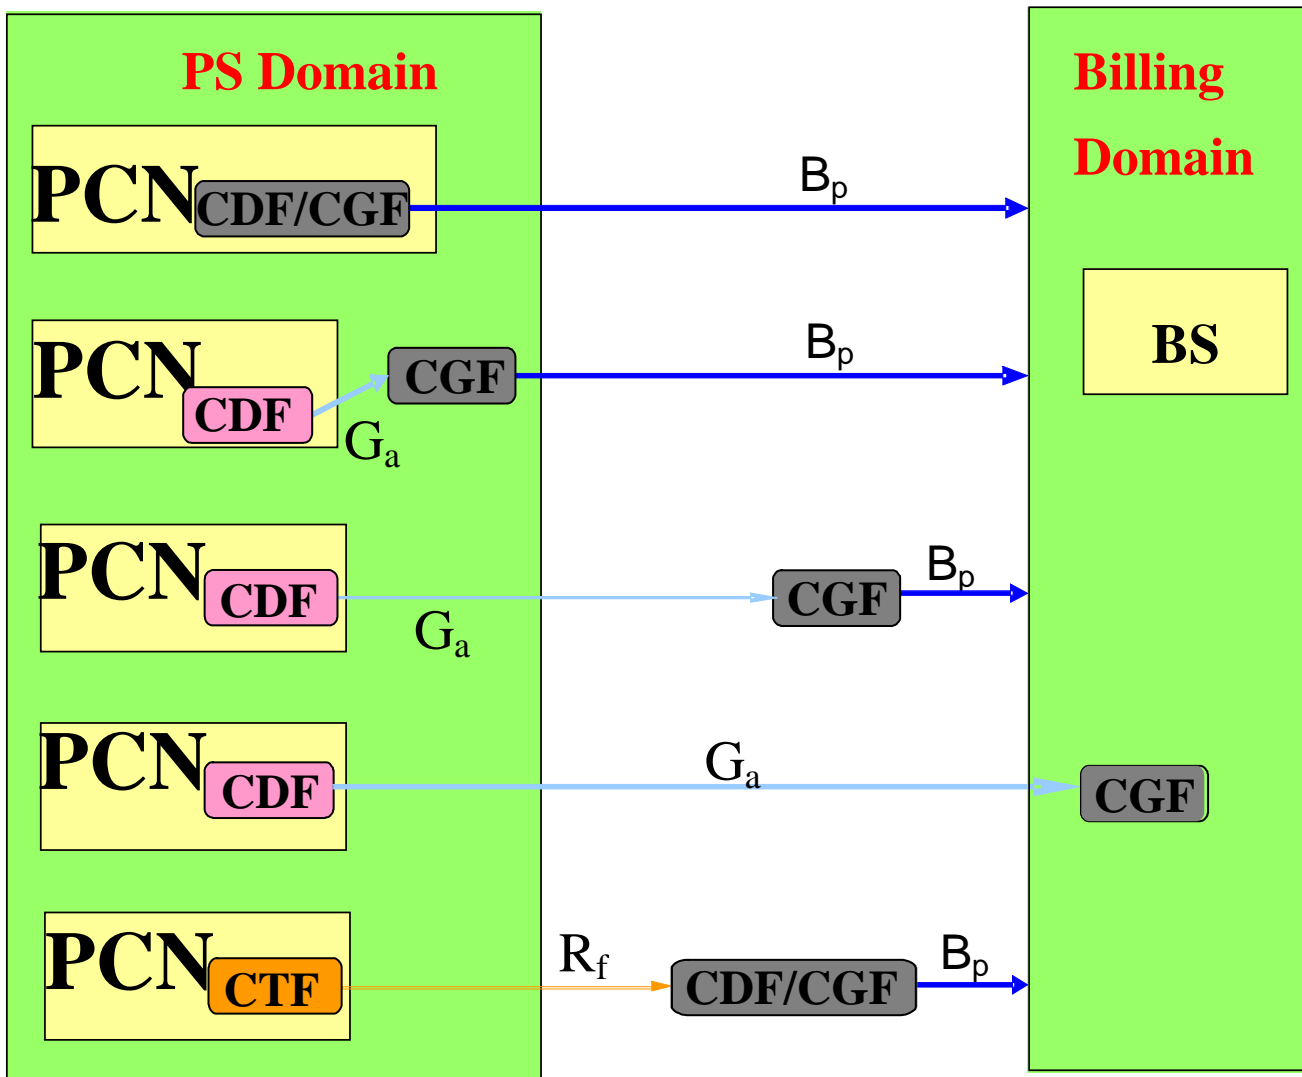 PS Domain
Billing
Domain
PCN
CDF/CGF
Bp
PCN
CDF
Ga
CGF
Bp
BS
PCN
CDF
Ga
CGF
Bp
PCN
CDF
Ga
CGF
PCN
CTF
Rf
CDF/CGF
Bp